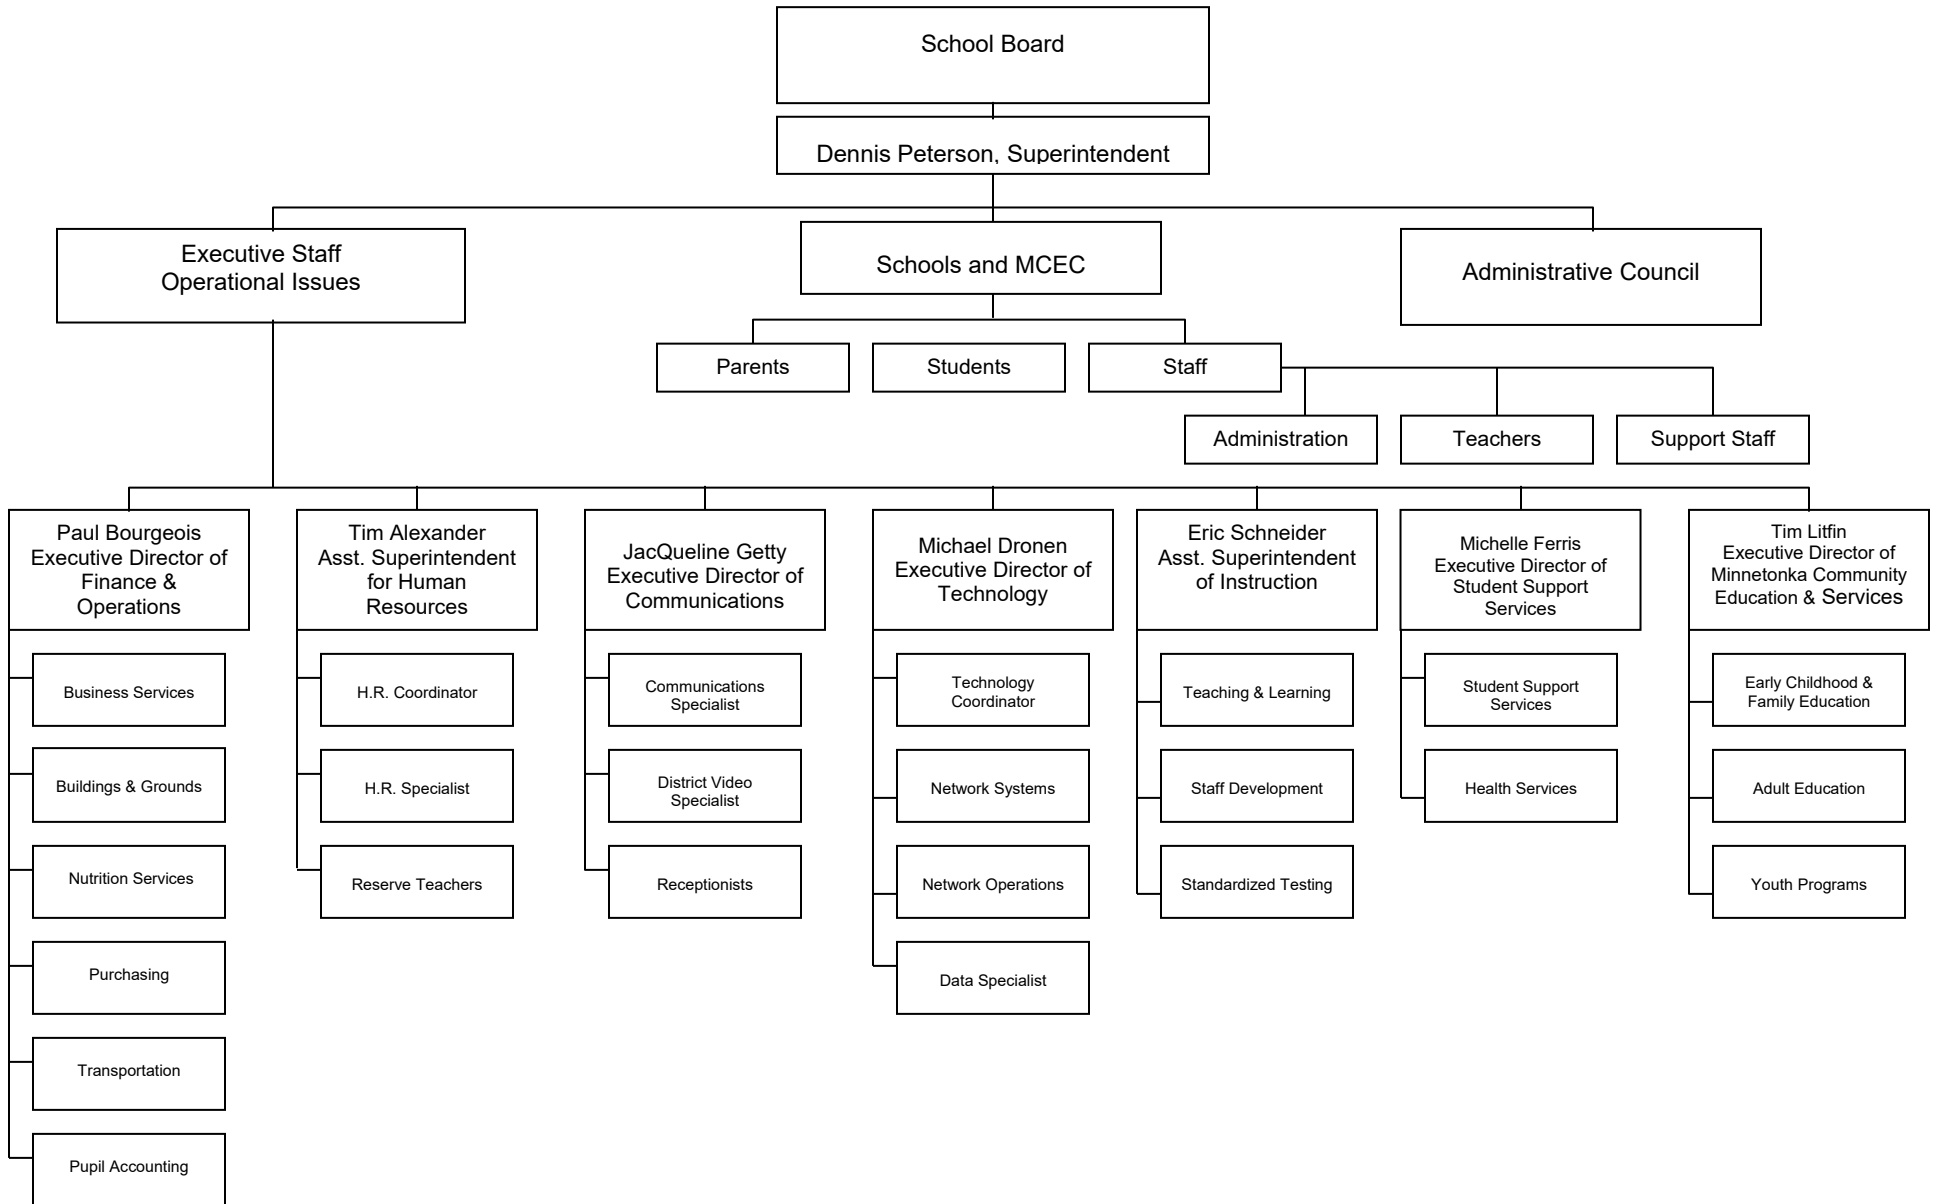 School Board
Dennis Peterson, Superintendent
Executive Staff
Operational Issues
Schools and MCEC
Administrative Council
Parents
Students
Staff
Administration
Teachers
Support Staff
Paul Bourgeois
Executive Director of
Finance &
Operations
Business Services
Buildings & Grounds
Nutrition Services
Purchasing
Transportation
Pupil Accounting
Tim Alexander
Asst. Superintendent
for Human
Resources
H.R. Coordinator
H.R. Specialist
Reserve Teachers
JacQueline Getty
Executive Director of
Communications
Communications
Specialist
District Video
Specialist
Receptionists
Michael Dronen
Executive Director of
Technology
Technology
Coordinator
Network Systems
Network Operations
Data Specialist
Eric Schneider
Asst. Superintendent
of Instruction
Teaching & Learning
Staff Development
Standardized Testing
Michelle Ferris
Executive Director of
Student Support
Services
Student Support
Services
Health Services
Tim Litfin
Executive Director of
Minnetonka Community
Education & Services
Early Childhood &
Family Education
Adult Education
Youth Programs